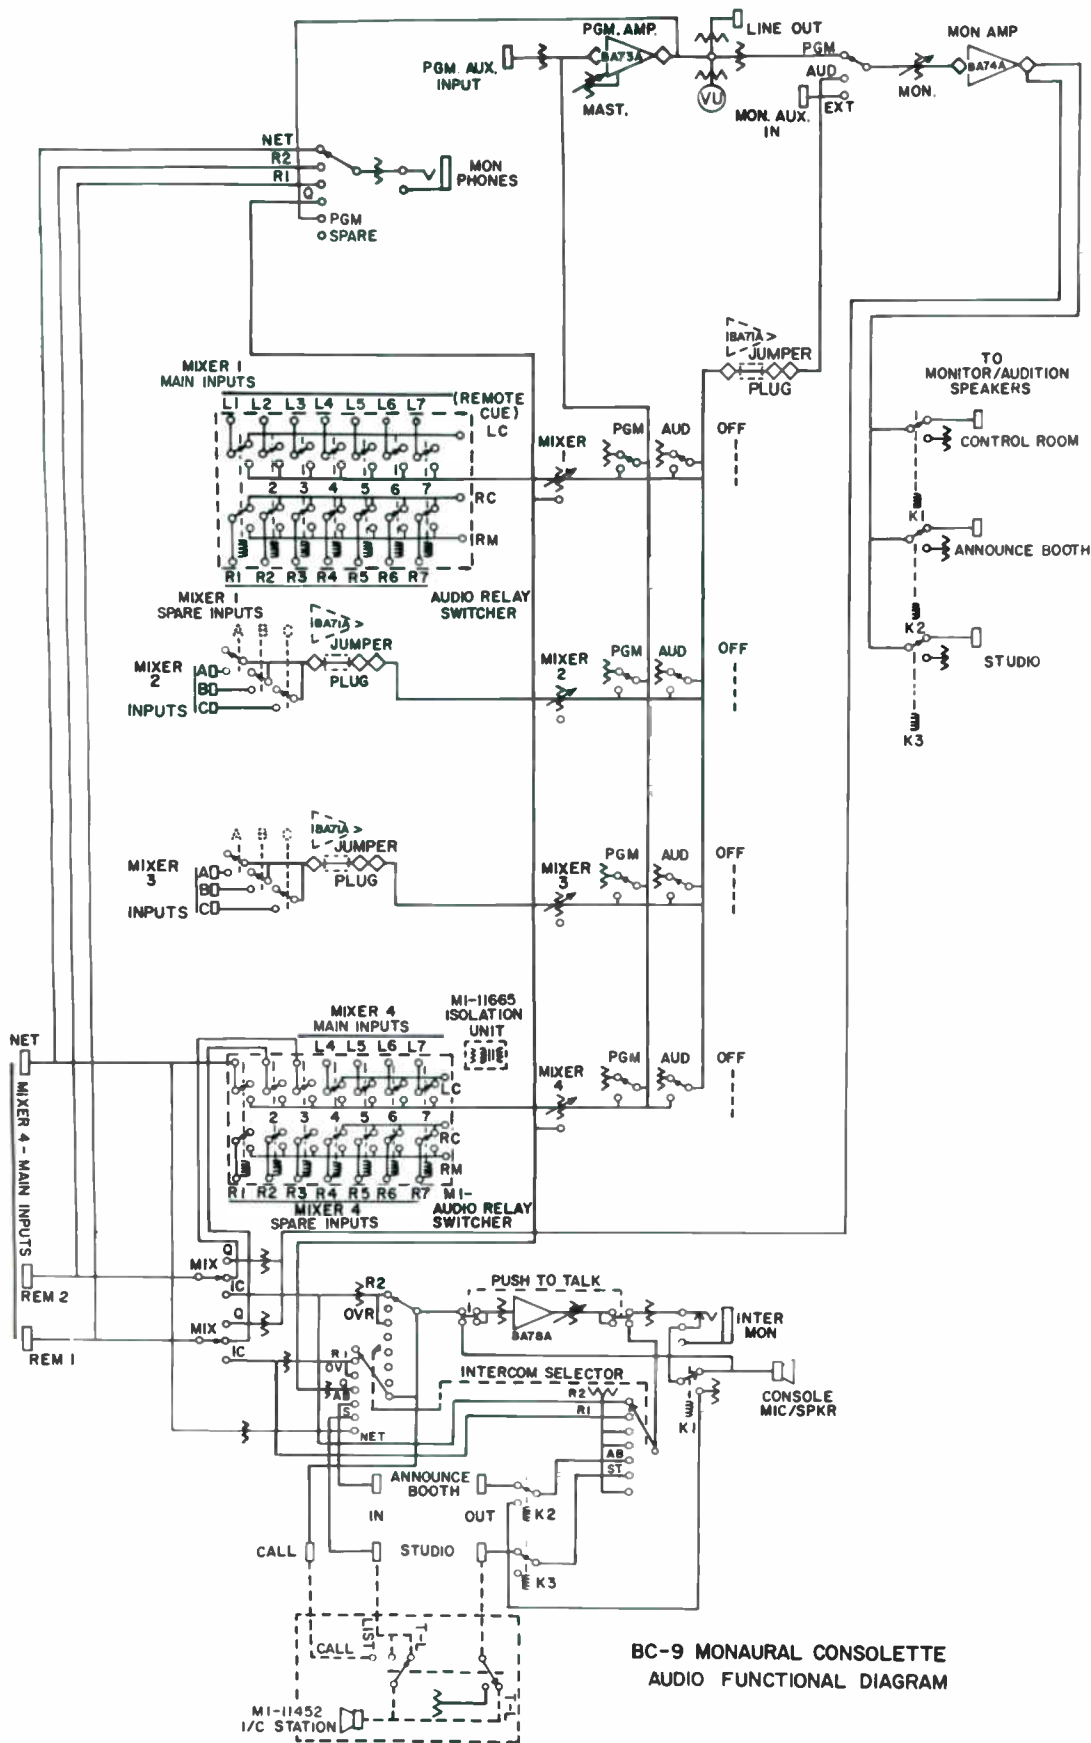 PGM. AMP.
LINE OUT
MON AMP
BA73A
PGM
BA74A
PGM. AUX.
INPUT
AUD
VU
MAST.
MON. AUX.
IN
EXT
MON.
NET
R2
R1
Q
MON
PHONES
PGM
SPARE
BA71A
JUMPER
PLUG
TO
MONITOR/AUDITION
SPEAKERS
MIXER 1
MAIN INPUTS
(REMOTE
CUE)
L1 L2 L3 L4 L5 L6 L7
LC
MIXER
1
PGM AUD OFF
CONTROL ROOM
2 3 4 5 6 7
RC
RM
K1
ANNOUNCE BOOTH
R1 R2 R3 R4 R5 R6 R7
MIXER 1
SPARE INPUTS
AUDIO RELAY
SWITCHER
K2
STUDIO
K3
A B C
BA71A
JUMPER
PLUG
MIXER
2
INPUTS
A
B
C
MIXER
2
PGM AUD OFF
A B C
BA71A
JUMPER
PLUG
MIXER
3
INPUTS
A
B
C
MIXER
3
PGM AUD OFF
MI-11665
ISOLATION
UNIT
MIXER 4
MAIN INPUTS
L4 L5 L6 L7
LC
NET
MIXER 4 - MAIN INPUTS
MIXER
4
PGM AUD OFF
2 3 4 5 6 7
RC
RM
R1 R2 R3 R4 R5 R6 R7
MI-
AUDIO RELAY
SWITCHER
MIXER 4
SPARE INPUTS
Q
MIX
IC
REM 2
Q
MIX
IC
REM 1
R2
OVR
PUSH TO TALK
BA78A
INTER
MON
R1
OV
Q
AB
S
NET
INTERCOM SELECTOR
R2
R1
AB
ST
CONSOLE
MIC/SPKR
K1
ANNOUNCE
BOOTH
IN
OUT
K2
CALL
STUDIO
K3
CALL
LIST
T-L
T-L
MI-11452
I/C STATION
BC-9 MONAURAL CONSOLETTE
AUDIO FUNCTIONAL DIAGRAM